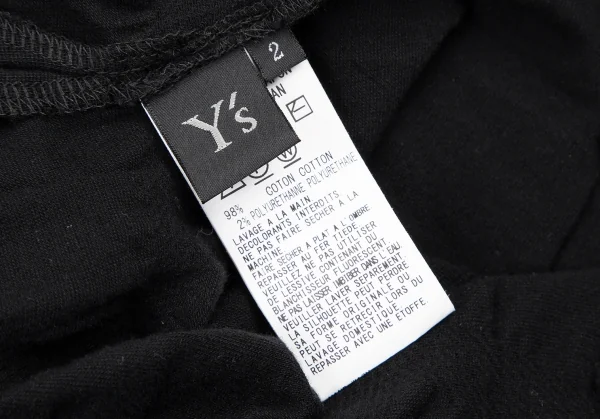 2
Y's
AN
W
98% COTON COTTON
2% POLYURETHANNE POLYURETHANE
LAVAGE A LA MAIN
DECOLORANTS INTERDITS
NE PAS FAIRE SECHER A LA
MACHINE
FAIRE SECHER A PLAT A L'OMBRE
REPASSER AU FER TIEDE
VEUILLEZ NE PAS UTILISER
DE LESSIVE CONTENANT DU
BLANCHISSEUR FLUORESCENT
NE PAS LAISSER IMBIBER DANS L'EAU
VEUILLER LAVER SEPAREMENT.
LA SILHOUETTE PEUT PERDRE
SA FORME ORIGINALE OU
PEUT SE RETRECIR LORS DU
LAVAGE DOMESTIQUE.
REPASSER AVEC UNE ETOFFE.